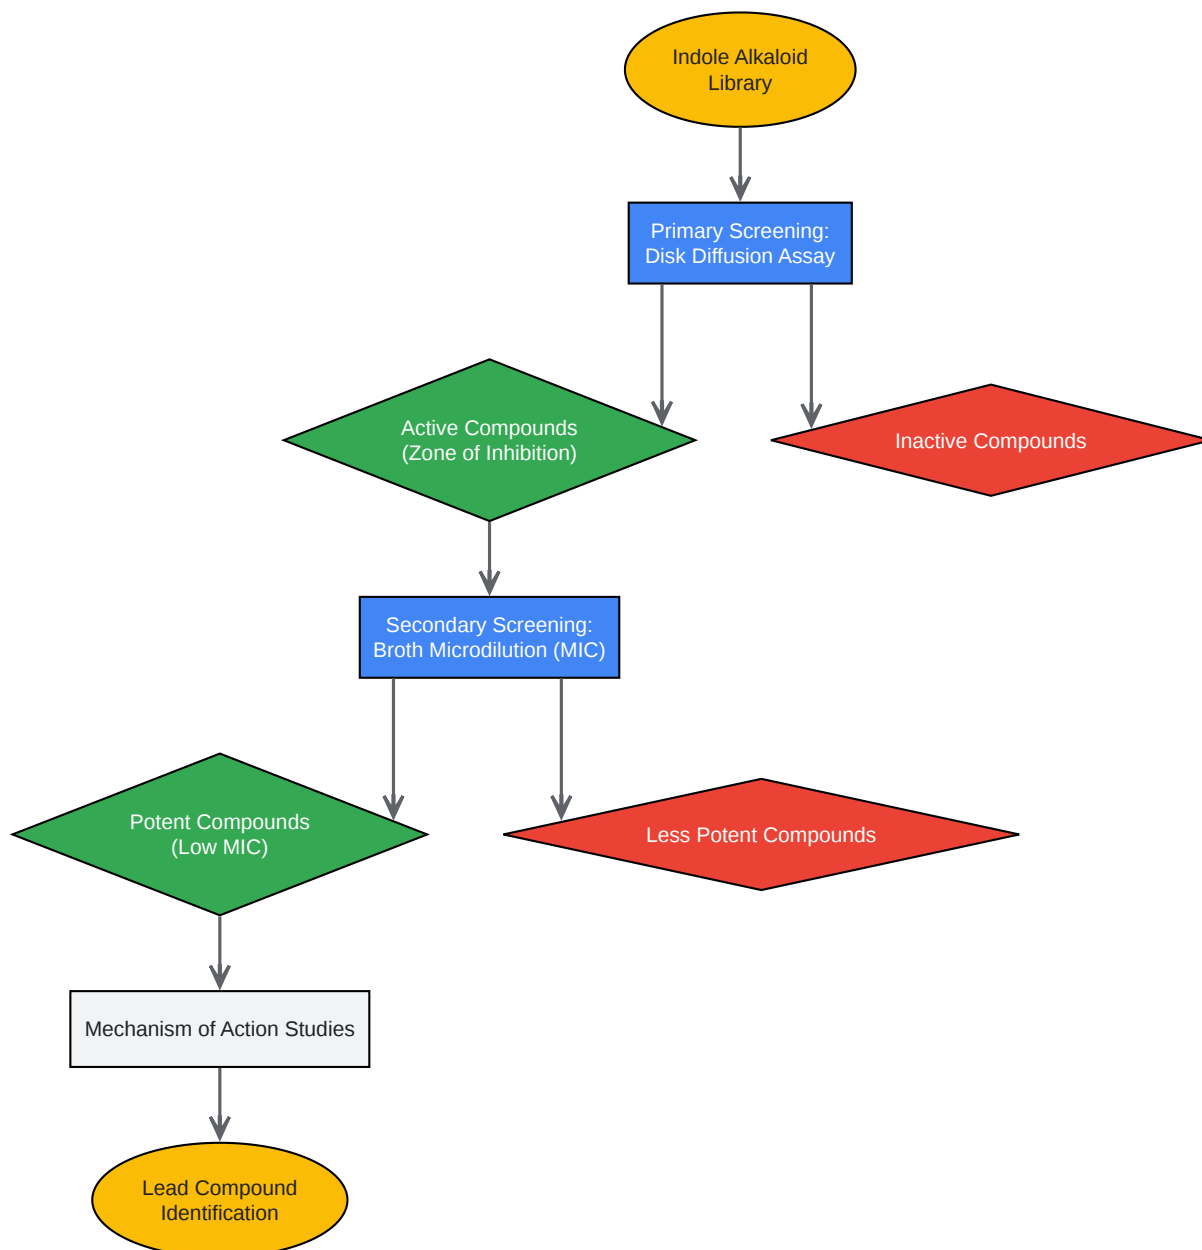 Indole Alkaloid
Library
Primary Screening:
Disk Diffusion Assay
Active Compounds
(Zone of Inhibition)
Inactive Compounds
Secondary Screening:
Broth Microdilution (MIC)
Potent Compounds
(Low MIC)
Less Potent Compounds
Mechanism of Action Studies
Lead Compound
Identification